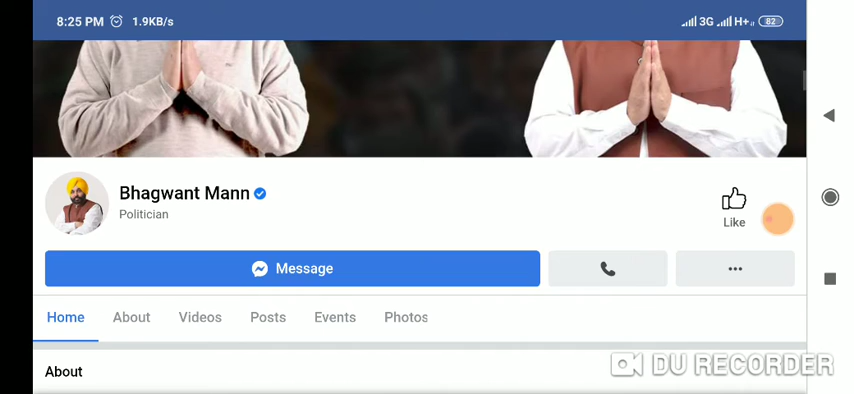 8:25 PM 1.9KB/s 3G H+ 82
Bhagwant Mann
Politician
Like
Message
Home About Videos Posts Events Photos
About
DU RECORDER